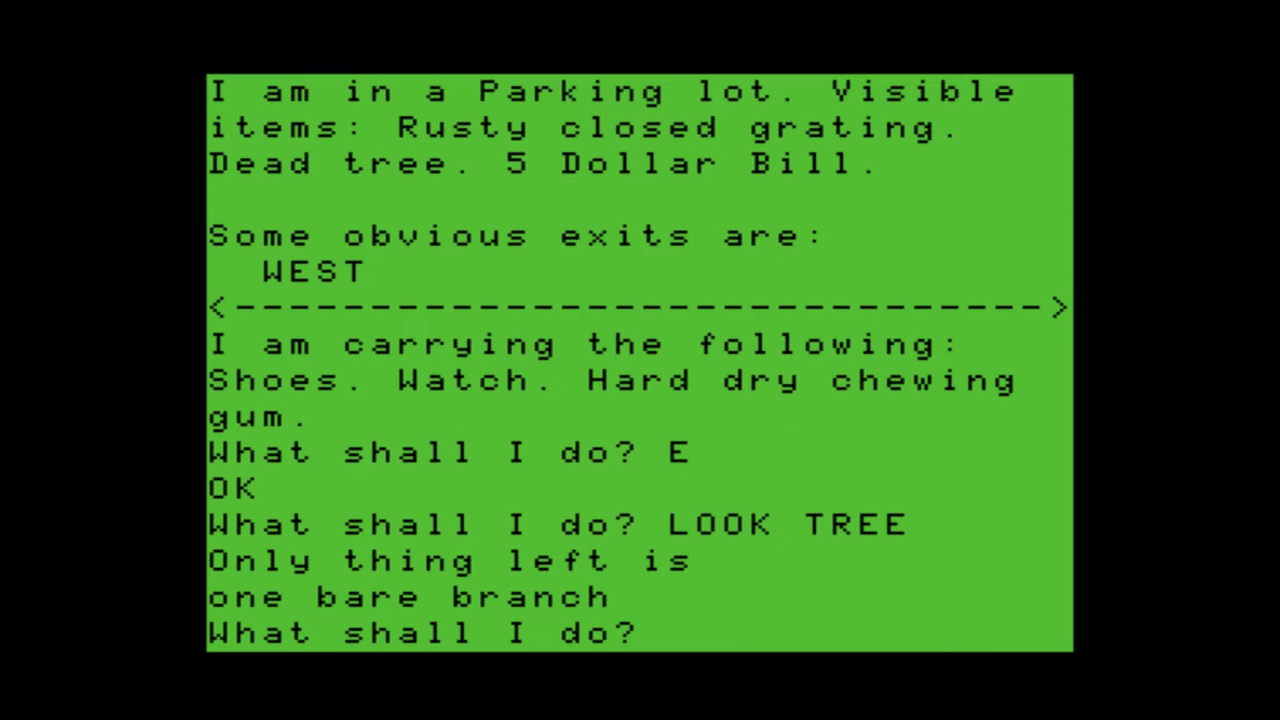 I am in a Parking lot. Visible
items: Rusty closed grating.
Dead tree. 5 Dollar Bill.
Some obvious exits are:
WEST
<------------------------------>
I am carrying the following:
Shoes. Watch. Hard dry chewing
gum.
What shall I do? E
OK
What shall I do? LOOK TREE
Only thing left is
one bare branch
What shall I do?